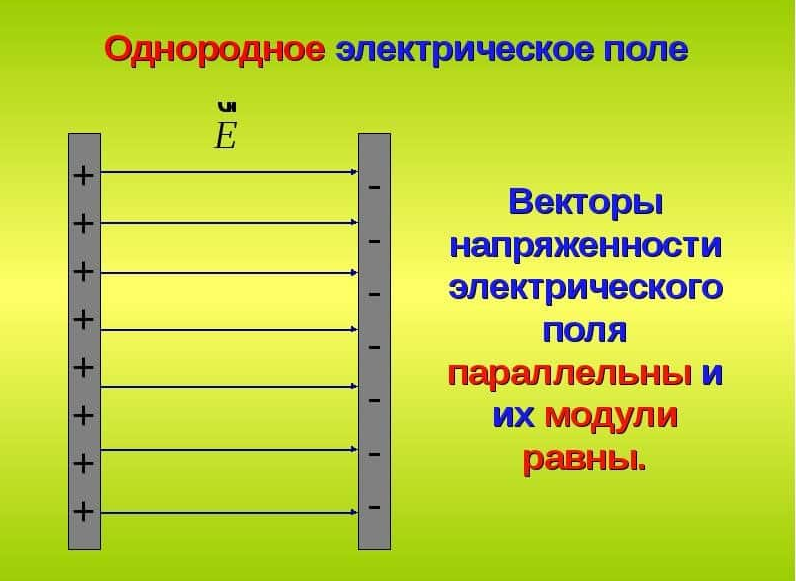 Однородное электрическое поле
E
+ -
+ -
+ -
+ -
+ -
+ -
+ -
+
Векторы
напряженности
электрического
поля
параллельны и
их модули
равны.